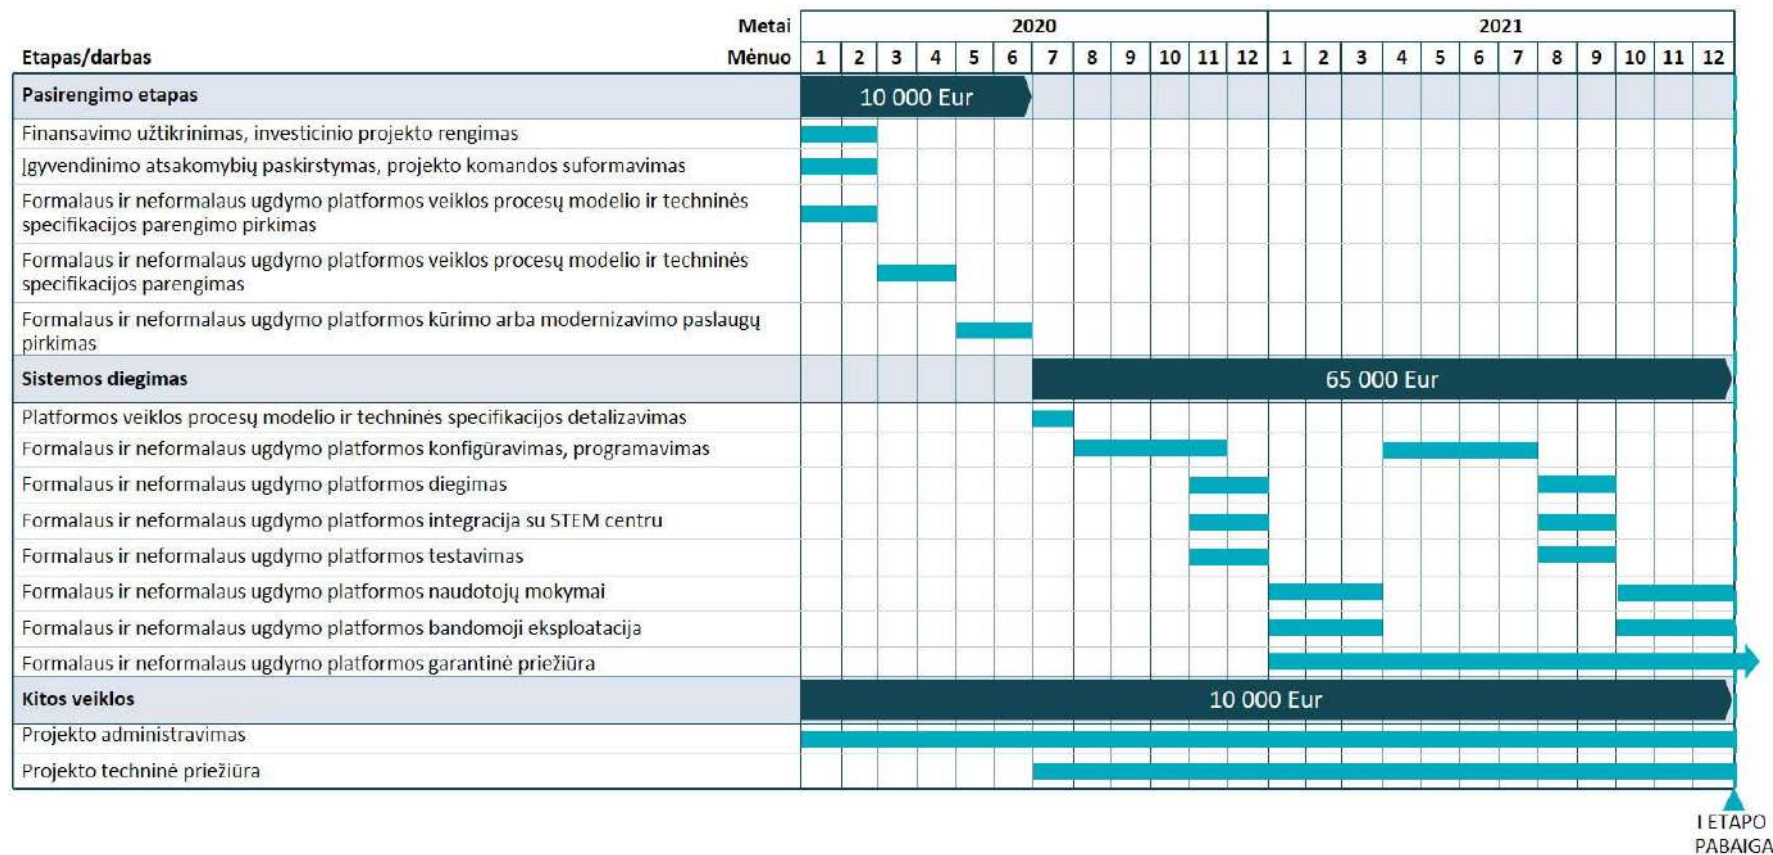 Metai 2020 2021
Etapas/darbas Mėnuo 1 2 3 4 5 6 7 8 9 10 11 12 1 2 3 4 5 6 7 8 9 10 11 12
Pasirengimo etapas 10 000 Eur
Finansavimo užtikrinimas, investicinio projekto rengimas
Įgyvendinimo atsakomybių paskirstymas, projekto komandos suformavimas
Formalaus ir neformalaus ugdymo platformos veiklos procesų modelio ir techninės
specifikacijos parengimo pirkimas
Formalaus ir neformalaus ugdymo platformos veiklos procesų modelio ir techninės
specifikacijos parengimas
Formalaus ir neformalaus ugdymo platformos kūrimo arba modernizavimo paslaugų
pirkimas
Sistemos diegimas 65 000 Eur
Platformos veiklos procesų modelio ir techninės specifikacijos detalizavimas
Formalaus ir neformalaus ugdymo platformos konfigūravimas, programavimas
Formalaus ir neformalaus ugdymo platformos diegimas
Formalaus ir neformalaus ugdymo platformos integracija su STEM centru
Formalaus ir neformalaus ugdymo platformos testavimas
Formalaus ir neformalaus ugdymo platformos naudotojų mokymai
Formalaus ir neformalaus ugdymo platformos bandomoji eksploatacija
Formalaus ir neformalaus ugdymo platformos garantinė priežiūra
Kitos veiklos 10 000 Eur
Projekto administravimas
Projekto techninė priežiūra
I ETAPO
PABAIGA